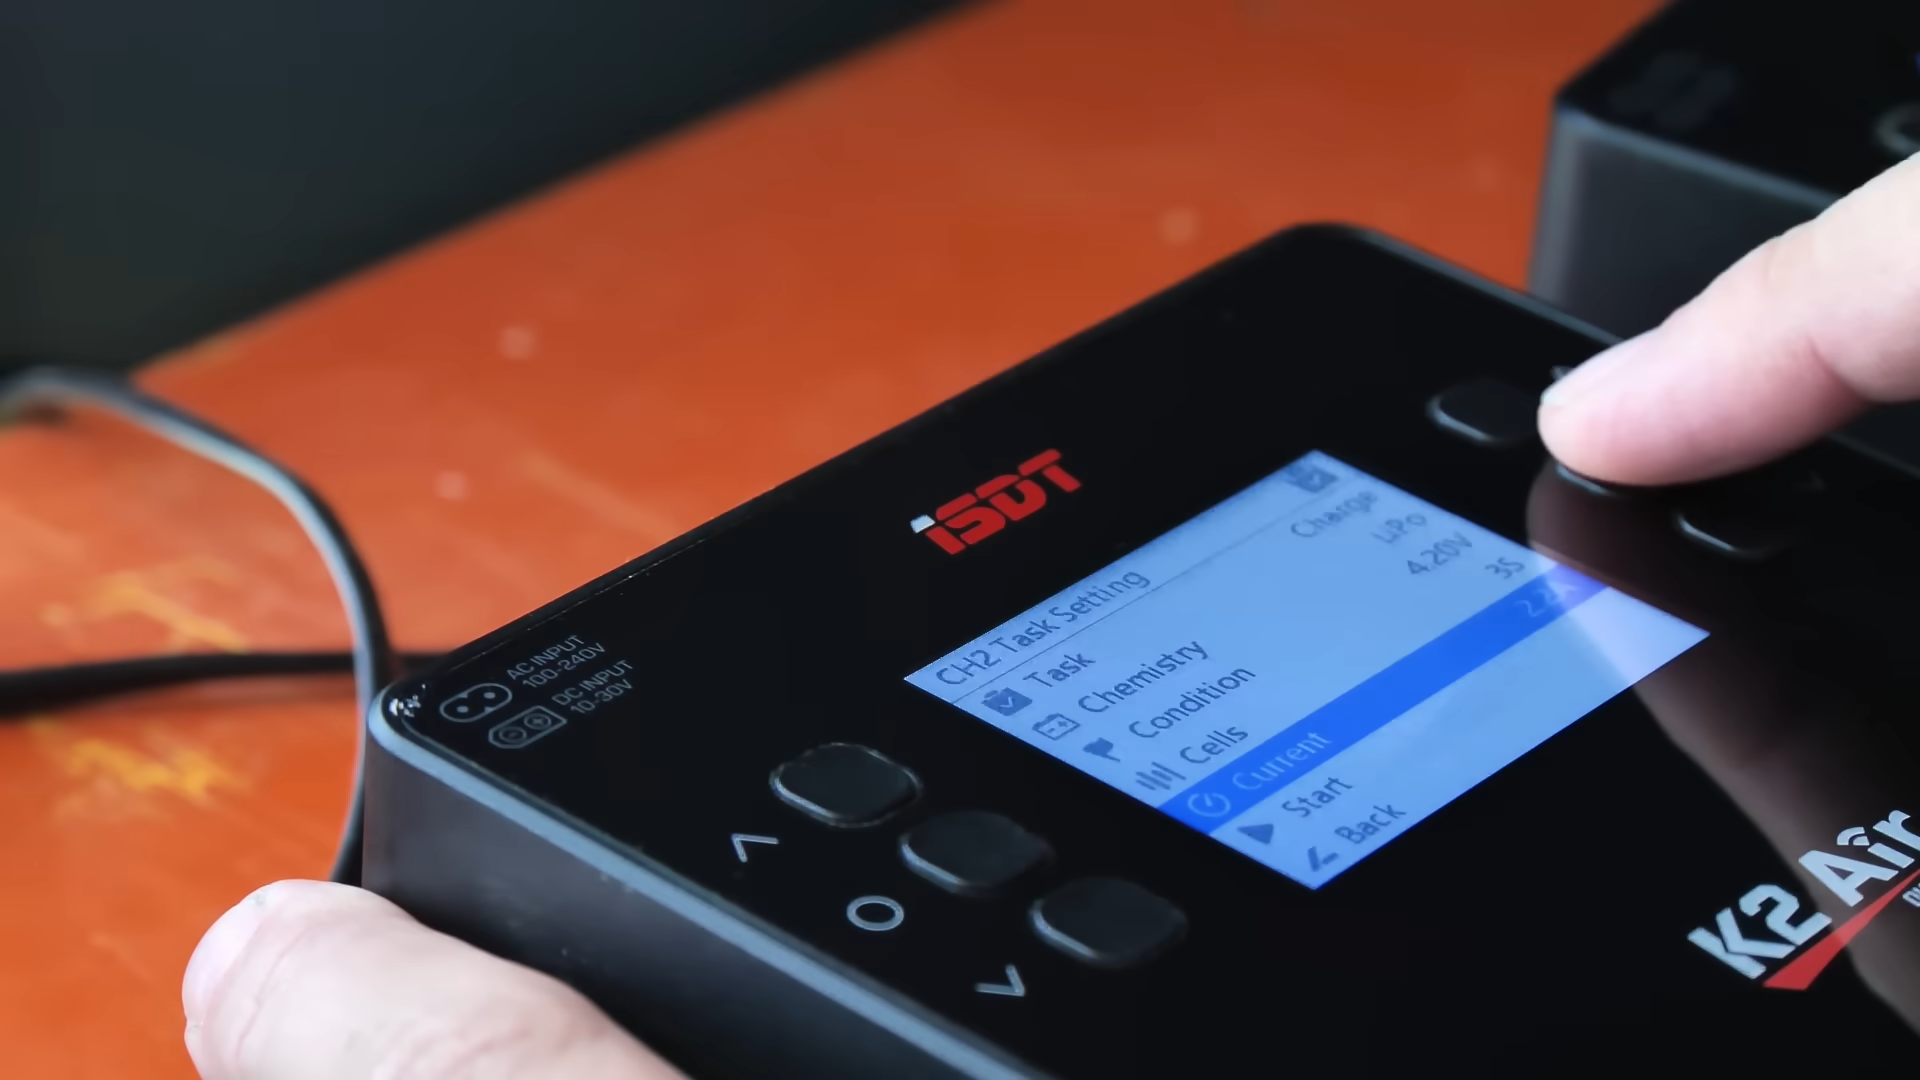 iSDT
AC INPUT
100-240V
DC INPUT
10-30V
CH2 Task Setting
Task Charge
Chemistry LiPo
Condition 4.20V
Cells 3S
Current
Start
Back
K2 Air